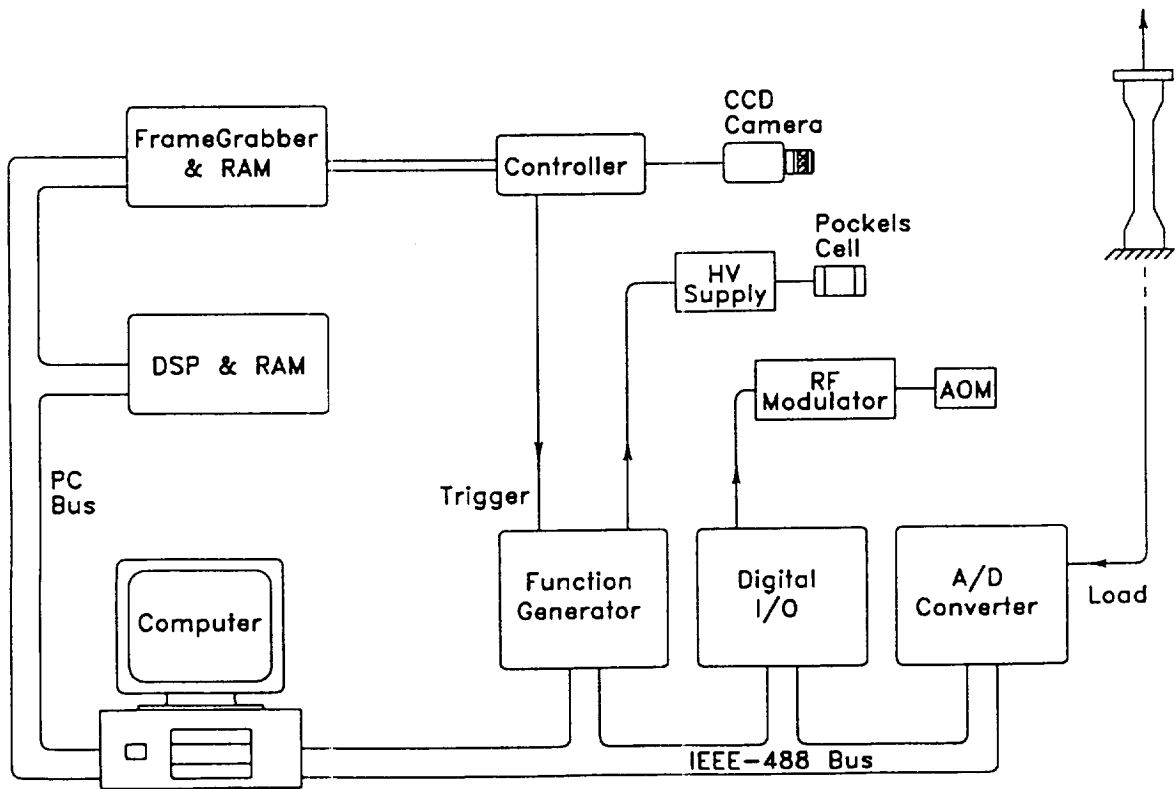 FrameGrabber
& RAM
Controller
CCD
Camera
Pockels
Cell
HV
Supply
DSP & RAM
RF
Modulator
AOM
PC
Bus
Trigger
Function
Generator
Digital
I/O
A/D
Converter
Load
Computer
IEEE-488 Bus